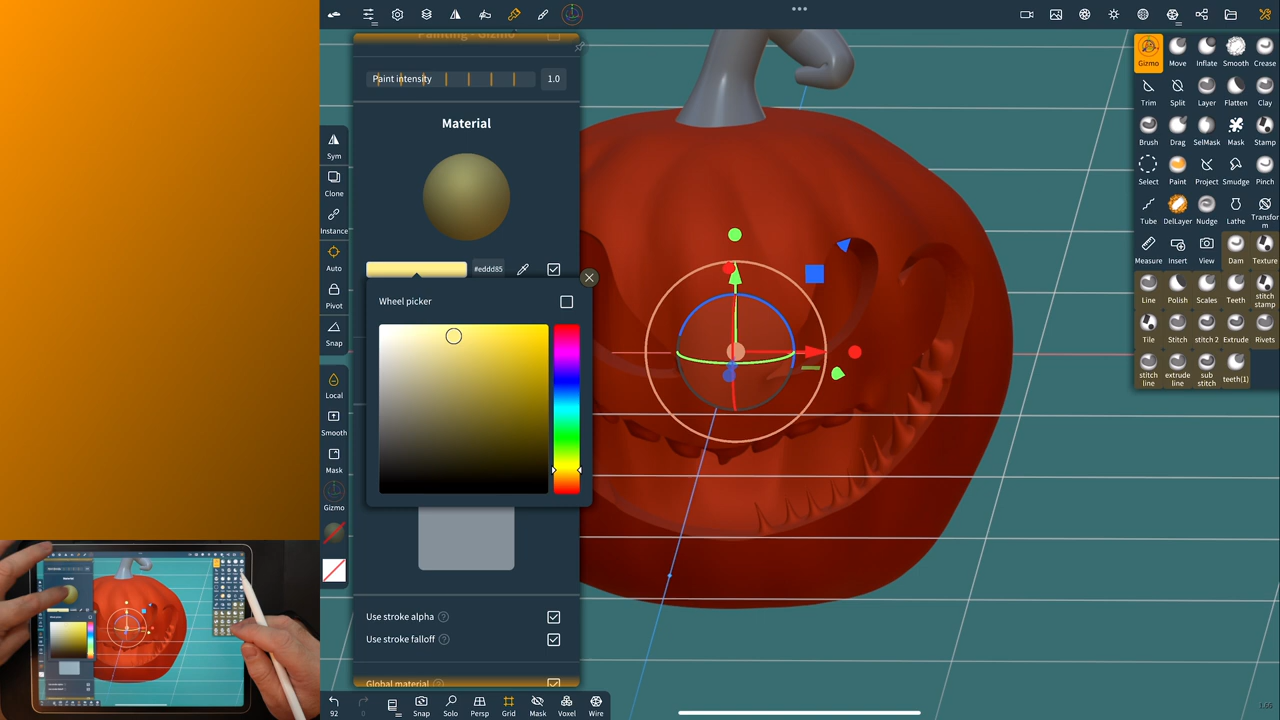 Painting - Gizmo
Paint intensity
1.0
Material
#eddd85
Wheel picker
Use stroke alpha ?
Use stroke falloff ?
Global material ?
Sym
Clone
Instance
Auto
Pivot
Snap
Local
Smooth
Mask
Gizmo
92
0
Snap
Solo
Persp
Grid
Mask
Voxel
Wire
Gizmo Move Inflate Smooth Crease
Trim Split Layer Flatten Clay
Brush Drag SelMask Mask Stamp
Select Paint Project Smudge Pinch
Tube DelLayer Nudge Lathe Transfor
m
Measure Insert View Dam Texture
Line Polish Scales Teeth stitch
stamp
Tile Stitch stitch 2 Extrude Rivets
stitch
line
extrude
line
sub
stitch
teeth(1)